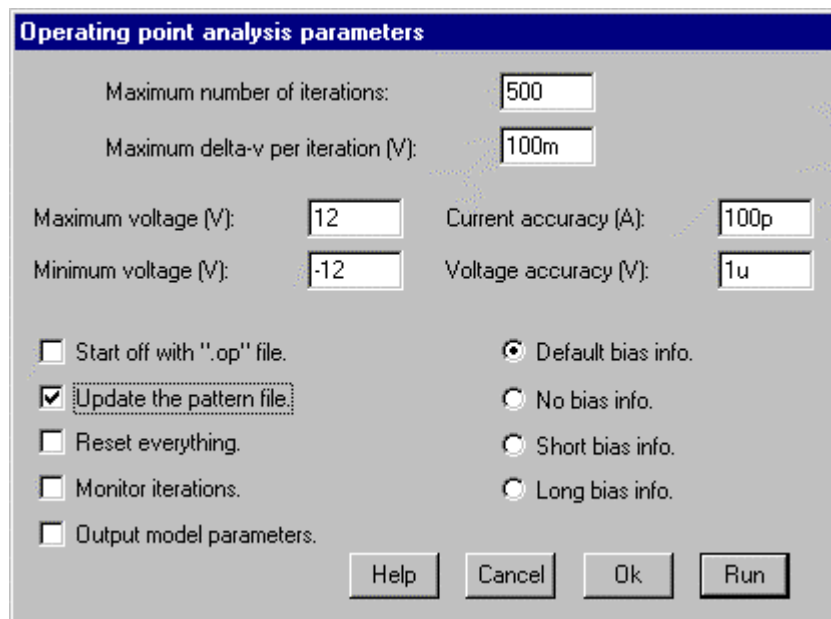 Operating point analysis parameters
Maximum number of iterations: 500
Maximum delta-v per iteration (V): 100m
Maximum voltage (V): 12 Current accuracy (A): 100p
Minimum voltage (V): -12 Voltage accuracy (V): 1u
Start off with ".op" file. Default bias info.
Update the pattern file. No bias info.
Reset everything. Short bias info.
Monitor iterations. Long bias info.
Output model parameters.
Help Cancel Ok Run